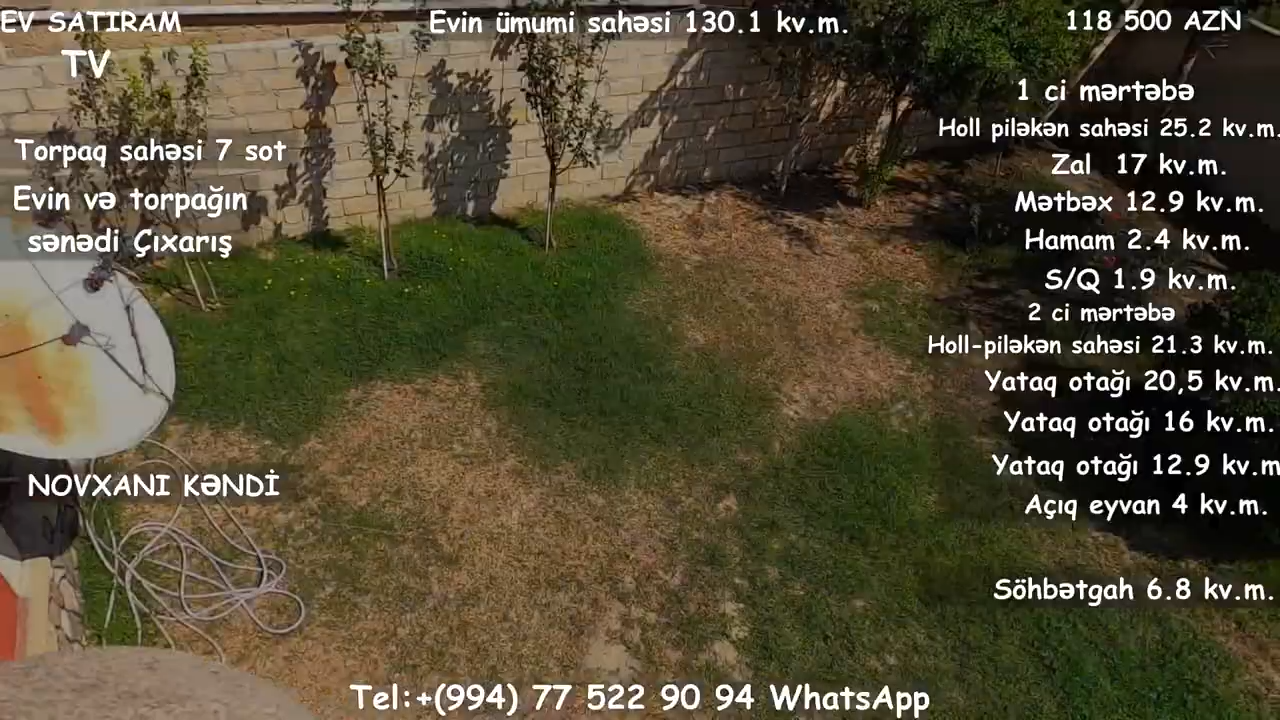 EV SATIRAM
TV
Evin ümumi sahəsi 130.1 kv.m.
118 500 AZN
Torpaq sahəsi 7 sot
Evin və torpağın
sənədi Çıxarış
NOVXANI KƏNDİ
1 ci mərtəbə
Holl piləkən sahəsi 25.2 kv.m.
Zal 17 kv.m.
Mətbəx 12.9 kv.m.
Hamam 2.4 kv.m.
S/Q 1.9 kv.m.
2 ci mərtəbə
Holl-piləkən sahəsi 21.3 kv.m.
Yataq otağı 20,5 kv.m.
Yataq otağı 16 kv.m.
Yataq otağı 12.9 kv.m
Açıq eyvan 4 kv.m.
Söhbətgah 6.8 kv.m.
Tel:+(994) 77 522 90 94 WhatsApp